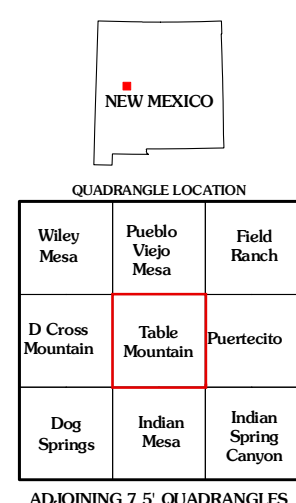 NEW MEXICO
QUADRANGLE LOCATION
Wiley
Mesa
Pueblo
Viejo
Mesa
Field
Ranch
D Cross
Mountain
Table
Mountain
Puertecito
Dog
Springs
Indian
Mesa
Indian
Spring
Canyon
ADJOINING 7.5' QUADRANGLES